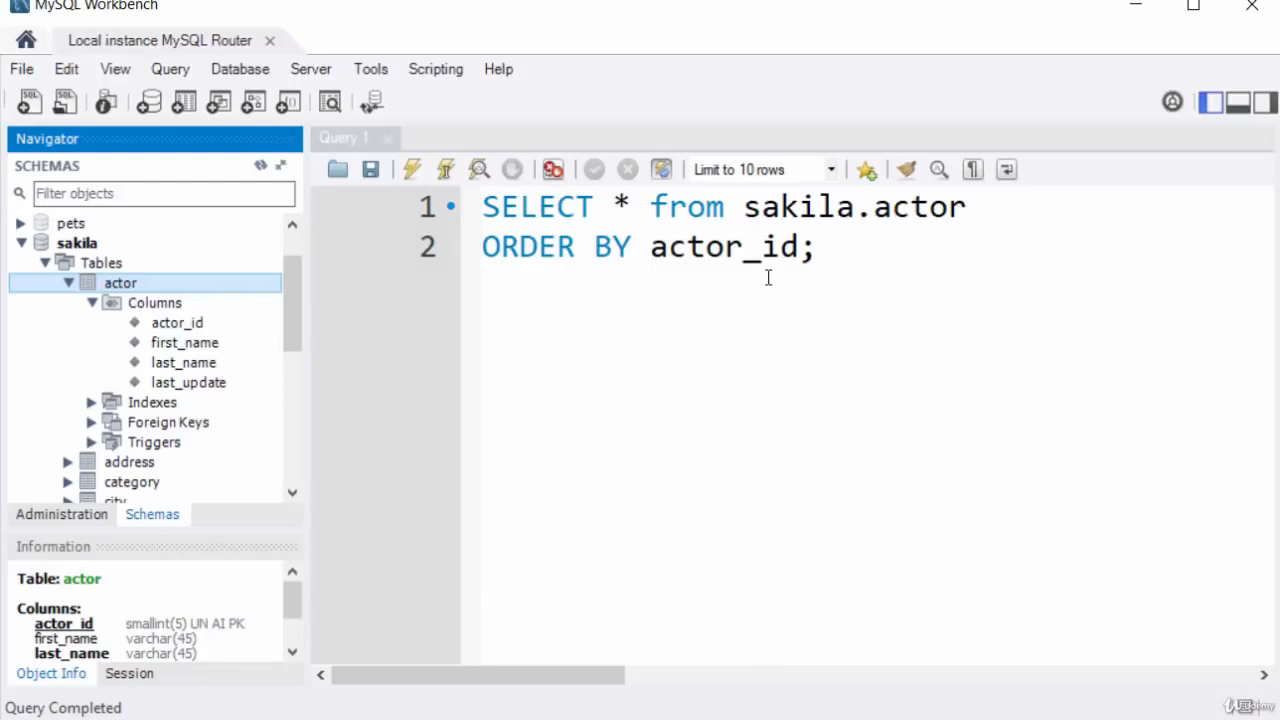 MySQL Workbench
Local instance MySQL Router
File Edit View Query Database Server Tools Scripting Help
Navigator
SCHEMAS
Filter objects
pets
sakila
Tables
actor
Columns
actor_id
first_name
last_name
last_update
Indexes
Foreign Keys
Triggers
address
category
city
Administration Schemas
Information
Table: actor
Columns:
actor_id smallint(5) UN AI PK
first_name varchar(45)
last_name varchar(45)
Object Info Session
Query Completed
Query 1
Limit to 10 rows
1 SELECT * from sakila.actor
2 ORDER BY actor_id;